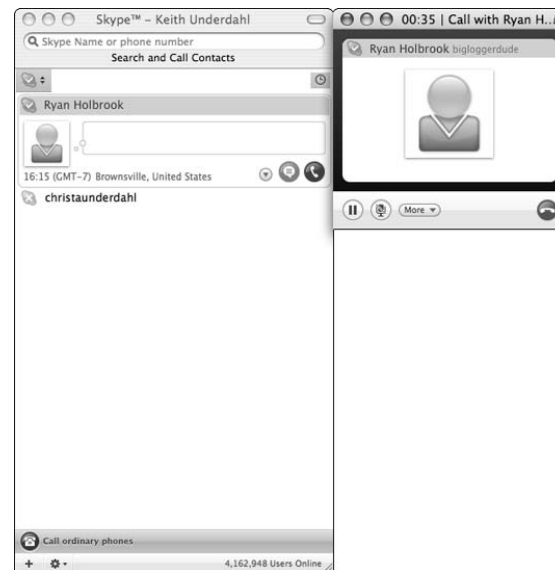 Skype™ – Keith Underdahl
Skype Name or phone number
Search and Call Contacts
Ryan Holbrook
16:15 (GMT-7) Brownsville, United States
christaunderdahl
Call ordinary phones
4,162,948 Users Online
00:35 | Call with Ryan H...
Ryan Holbrook bigloggerdude
More